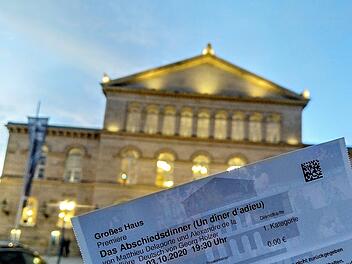 Großes Haus
Premiere
Das Abschiedsdinner (Un dîner d'adieu)
von Matthieu Delaporte und Alexandre de la
Deutsch von Georg Holzer
03.10.2020 19:30 Uhr
1. Kategorie
0,00 €